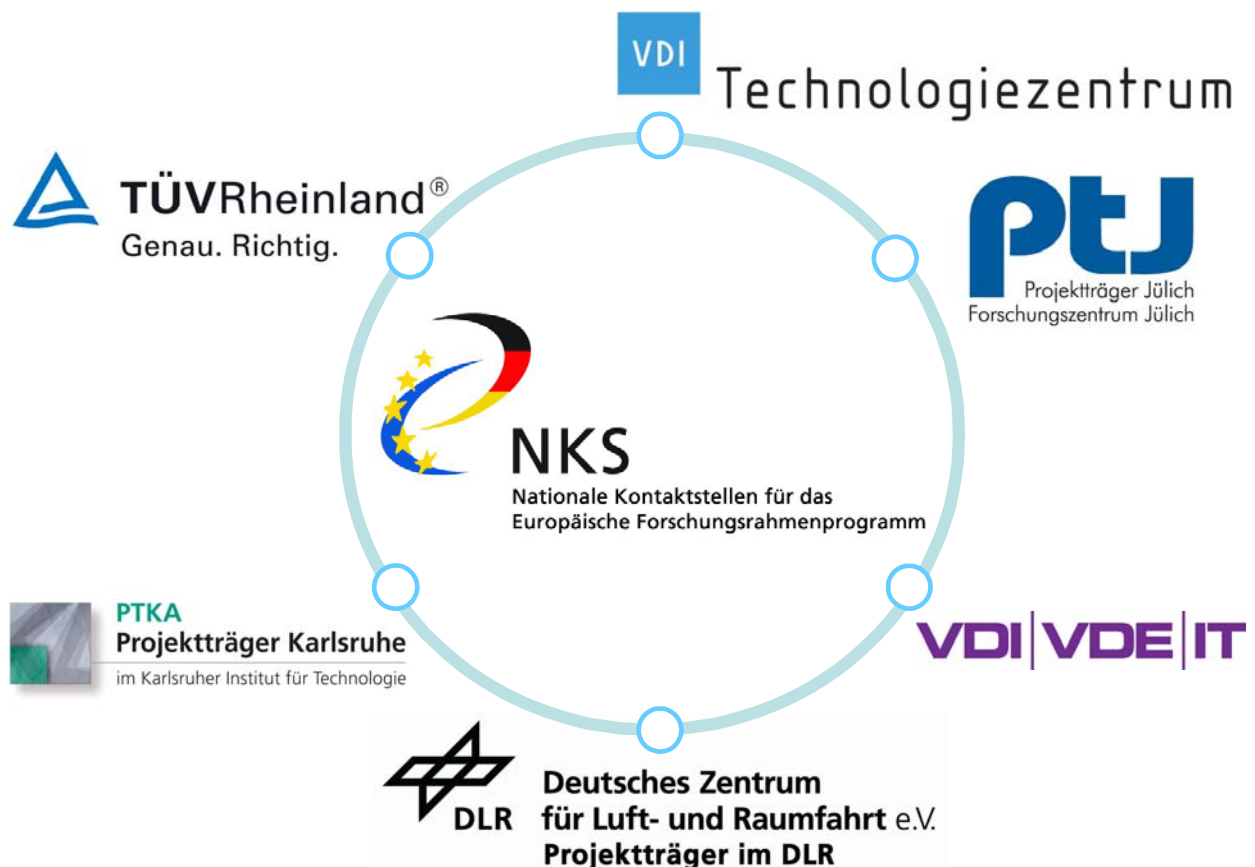 VDI
Technologiezentrum
TÜVRheinland®
Genau. Richtig.
ptJ
Projektträger Jülich
Forschungszentrum Jülich
NKS
Nationale Kontaktstellen für das
Europäische Forschungsrahmenprogramm
PTKA
Projektträger Karlsruhe
im Karlsruher Institut für Technologie
VDI|VDE|IT
DLR
Deutsches Zentrum
für Luft- und Raumfahrt e.V.
Projektträger im DLR